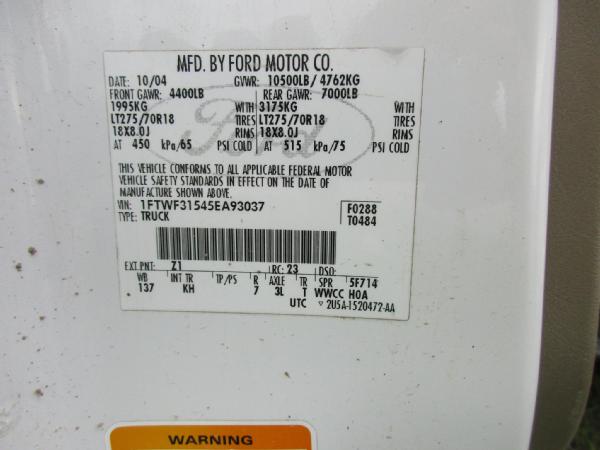 MFD. BY FORD MOTOR CO.
DATE: 10/04 GVWR: 10500LB/ 4762KG
FRONT GAWR: 4400LB REAR GAWR: 7000LB
1995KG WITH 3175KG WITH
LT275/70R18 TIRES LT275/70R18 TIRES
18X8.0J RIMS 18X8.0J RIMS
AT 450 kPa/65 PSI COLD AT 515 kPa/75 PSI COLD
Ford
THIS VEHICLE CONFORMS TO ALL APPLICABLE FEDERAL MOTOR
VEHICLE SAFETY STANDARDS IN EFFECT ON THE DATE OF
MANUFACTURE SHOWN ABOVE.
VIN: 1FTWF31545EA93037 F0288
TYPE: TRUCK T0484
EXT PNT: Z1 RC: 23 DSO:
WB INT TR TP/PS R AXLE TR SPR 5F714
137 KH 7 3L T WWCC H0A
UTC 2U5A-1520472-AA
WARNING